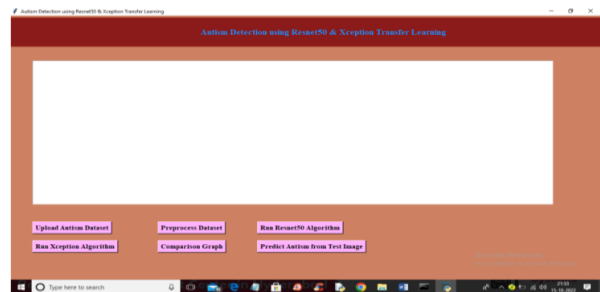 Autism Detection using Resnet50 & Xception Transfer Learning
Autism Detection using Resnet50 & Xception Transfer Learning
Upload Autism Dataset
Preprocess Dataset
Run Resnet50 Algorithm
Run Xception Algorithm
Comparison Graph
Predict Autism from Test Image
Type here to search